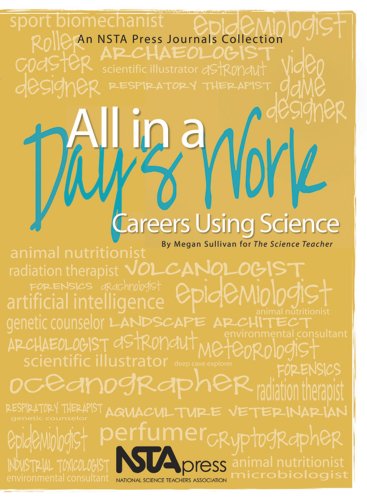 An NSTA Press Journals Collection
sport biomechanist epidemiologist
roller coaster designer
ARCHAEOLOGIST
scientific illustrator astronaut
RESPIRATORY THERAPIST
video game designer
All in a
Day's Work
Careers Using Science
By Megan Sullivan for The Science Teacher
animal nutritionist
radiation therapist VOLCANOLOGIST
FORENSICS arachnologist epidemiologist
artificial intelligence animal nutritionist
genetic counselor LANDSCAPE ARCHITECT
environmental consultant
ARCHAEOLOGIST astronaut meteorologist
scientific illustrator deep cave explorer FORENSICS
oceanographer radiation therapist
RESPIRATORY THERAPIST AQUACULTURE VETERINARIAN
genetic counselor
epidemiologist perfumer cryptographer
INDUSTRIAL TOXICOLOGIST animal nutritionist
environmental consultant microbiologist
NSTApress
NATIONAL SCIENCE TEACHERS ASSOCIATION